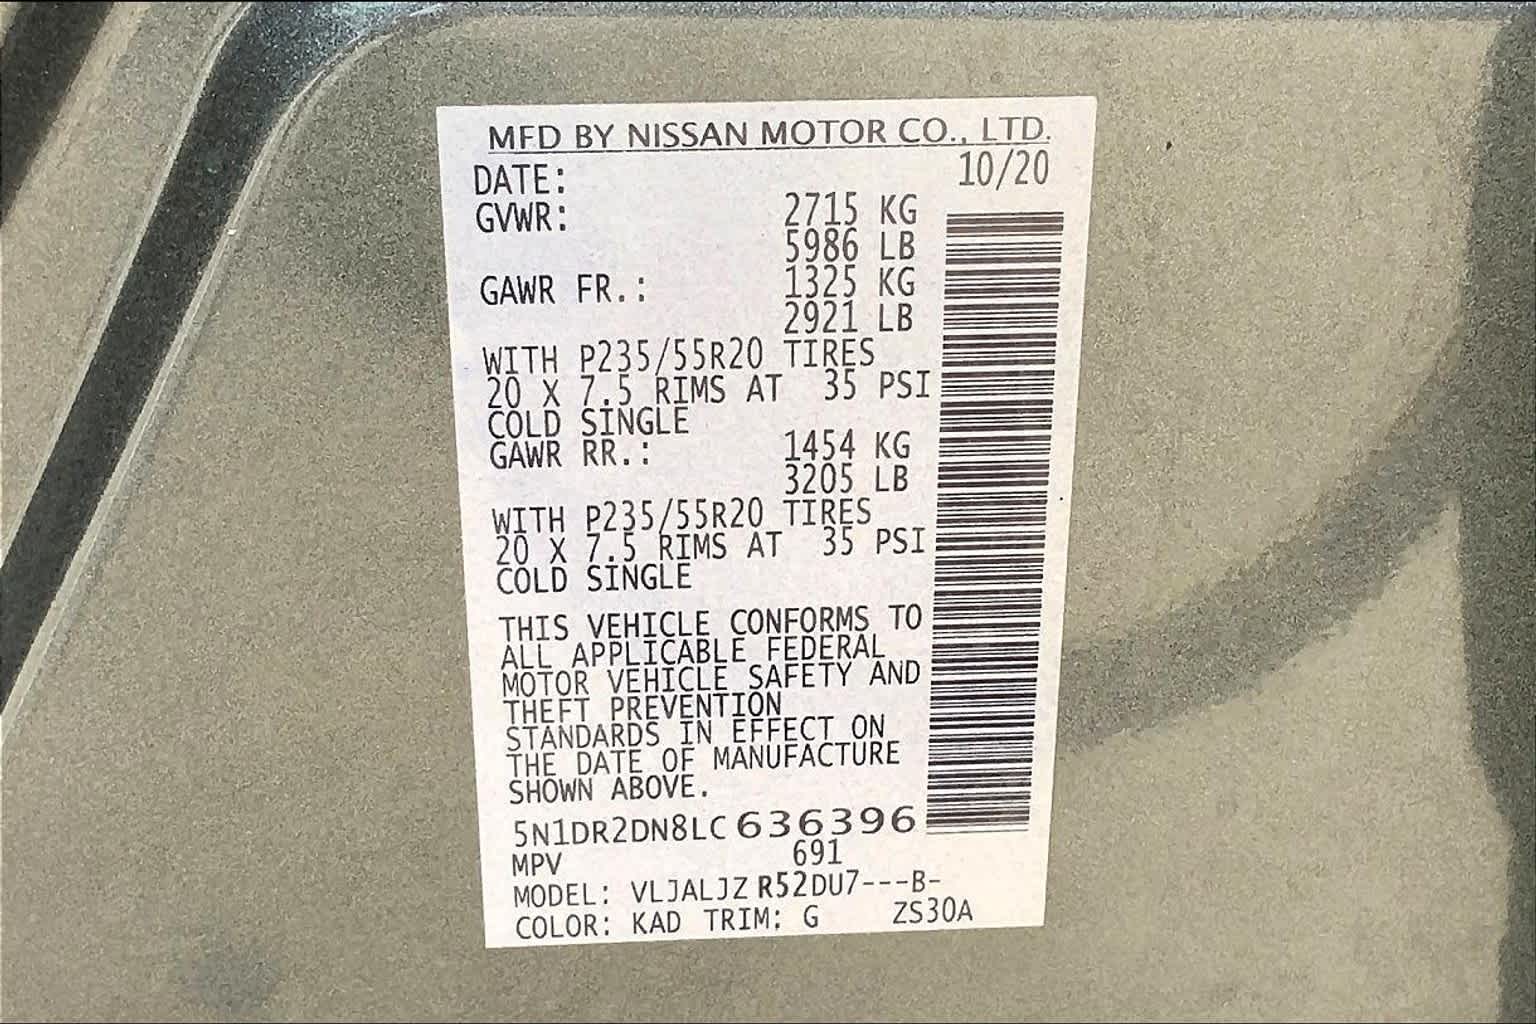 MFD BY NISSAN MOTOR CO., LTD.
DATE: 10/20
GVWR: 2715 KG
5986 LB
GAWR FR.: 1325 KG
2921 LB
WITH P235/55R20 TIRES
20 X 7.5 RIMS AT 35 PSI
COLD SINGLE
GAWR RR.: 1454 KG
3205 LB
WITH P235/55R20 TIRES
20 X 7.5 RIMS AT 35 PSI
COLD SINGLE
THIS VEHICLE CONFORMS TO
ALL APPLICABLE FEDERAL
MOTOR VEHICLE SAFETY AND
THEFT PREVENTION
STANDARDS IN EFFECT ON
THE DATE OF MANUFACTURE
SHOWN ABOVE.
5N1DR2DN8LC636396
MPV 691
MODEL: VLJALJZ R52DU7---B-
COLOR: KAD TRIM: G ZS30A